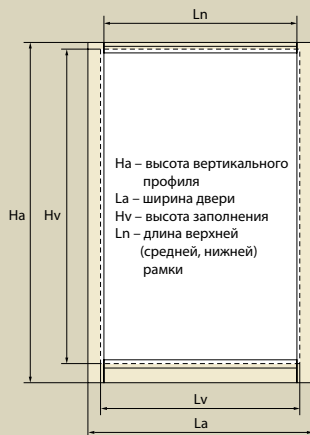 Ln
Ha – высота вертикального
профиля
La – ширина двери
Hv – высота заполнения
Ln – длина верхней
(средней, нижней)
рамки
Ha
Hv
Lv
La